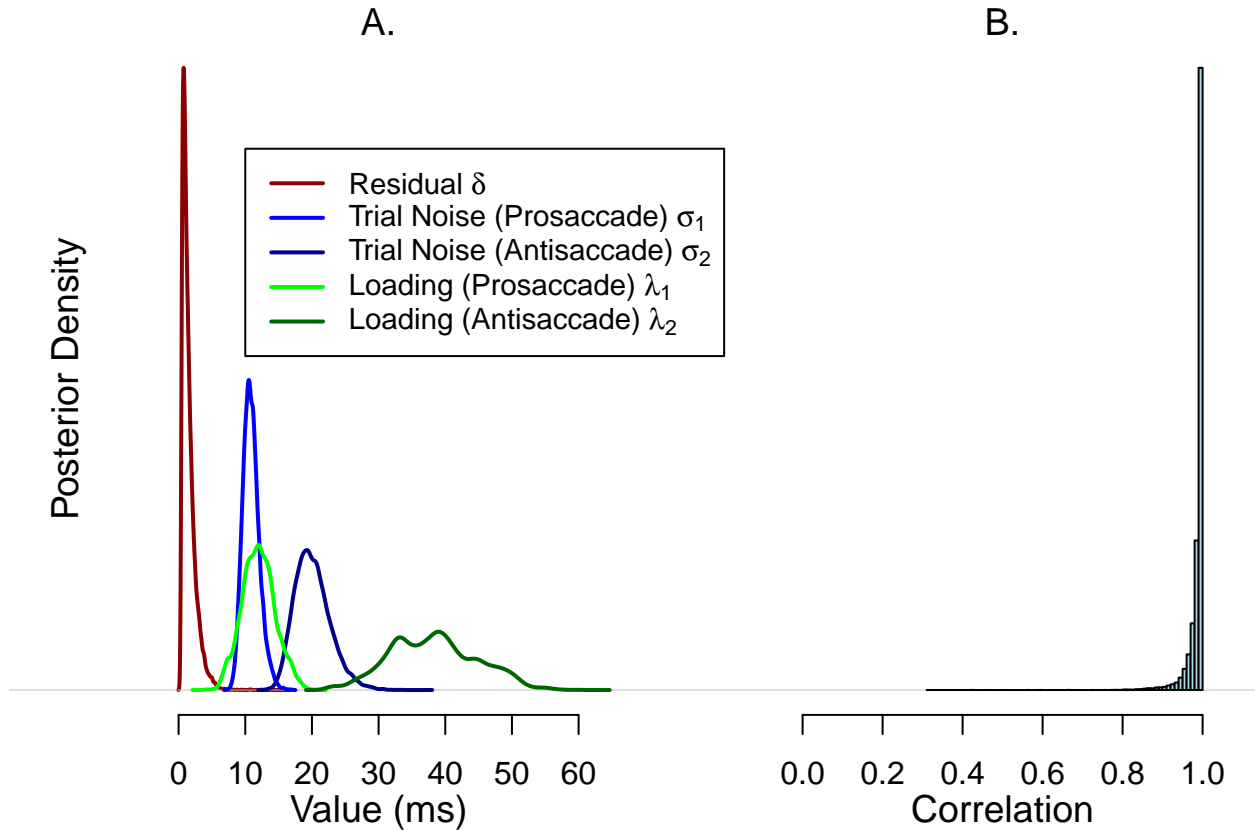 A.
B.
Posterior Density
Residual δ
Trial Noise (Prosaccade) σ₁
Trial Noise (Antisaccade) σ₂
Loading (Prosaccade) λ₁
Loading (Antisaccade) λ₂
0 10 20 30 40 50 60
Value (ms)
0.0 0.2 0.4 0.6 0.8 1.0
Correlation